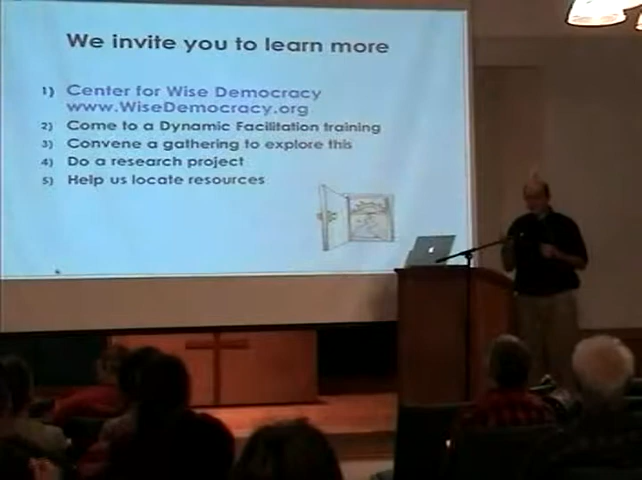 We invite you to learn more
1) Center for Wise Democracy
www.WiseDemocracy.org
2) Come to a Dynamic Facilitation training
3) Convene a gathering to explore this
4) Do a research project
5) Help us locate resources